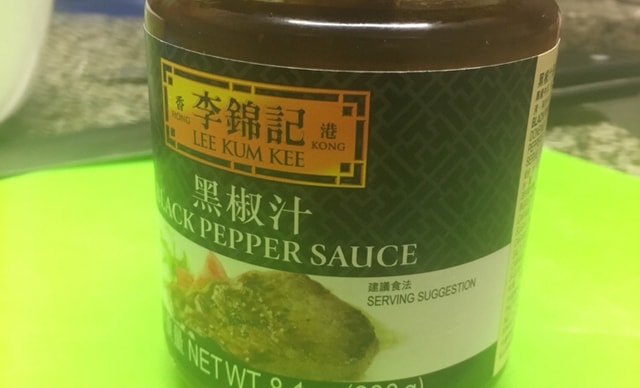 香 李錦記 港
HONG LEE KUM KEE KONG
黑椒汁
BLACK PEPPER SAUCE
建議食法
SERVING SUGGESTION
NET WT